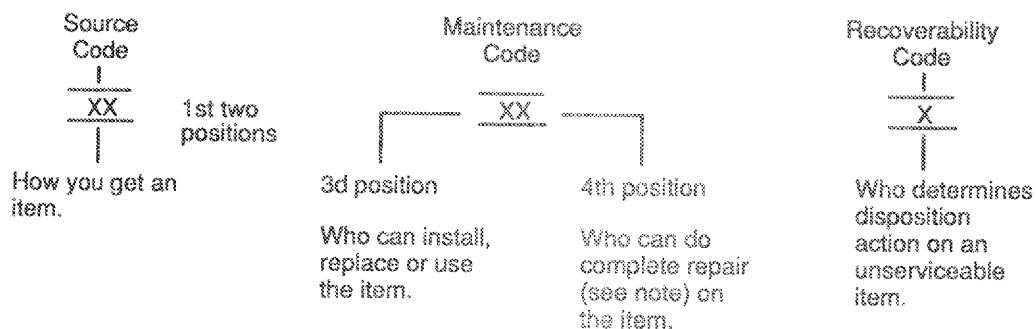 Source
Code
XX
1st two
positions
How you get an
item.
Maintenance
Code
XX
3d position
Who can install,
replace or use
the item.
4th position
Who can do
complete repair
(see note) on
the item.
Recoverability
Code
X
Who determines
disposition
action on an
unserviceable
item.